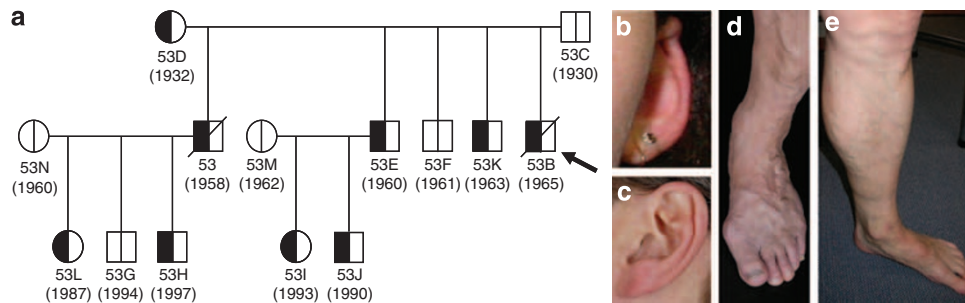 a
53D
(1932)
53C
(1930)
53N
(1960)
53
(1958)
53M
(1962)
53E
(1960)
53F
(1961)
53K
(1963)
53B
(1965)
53L
(1987)
53G
(1994)
53H
(1997)
53I
(1993)
53J
(1990)
b
c
d
e